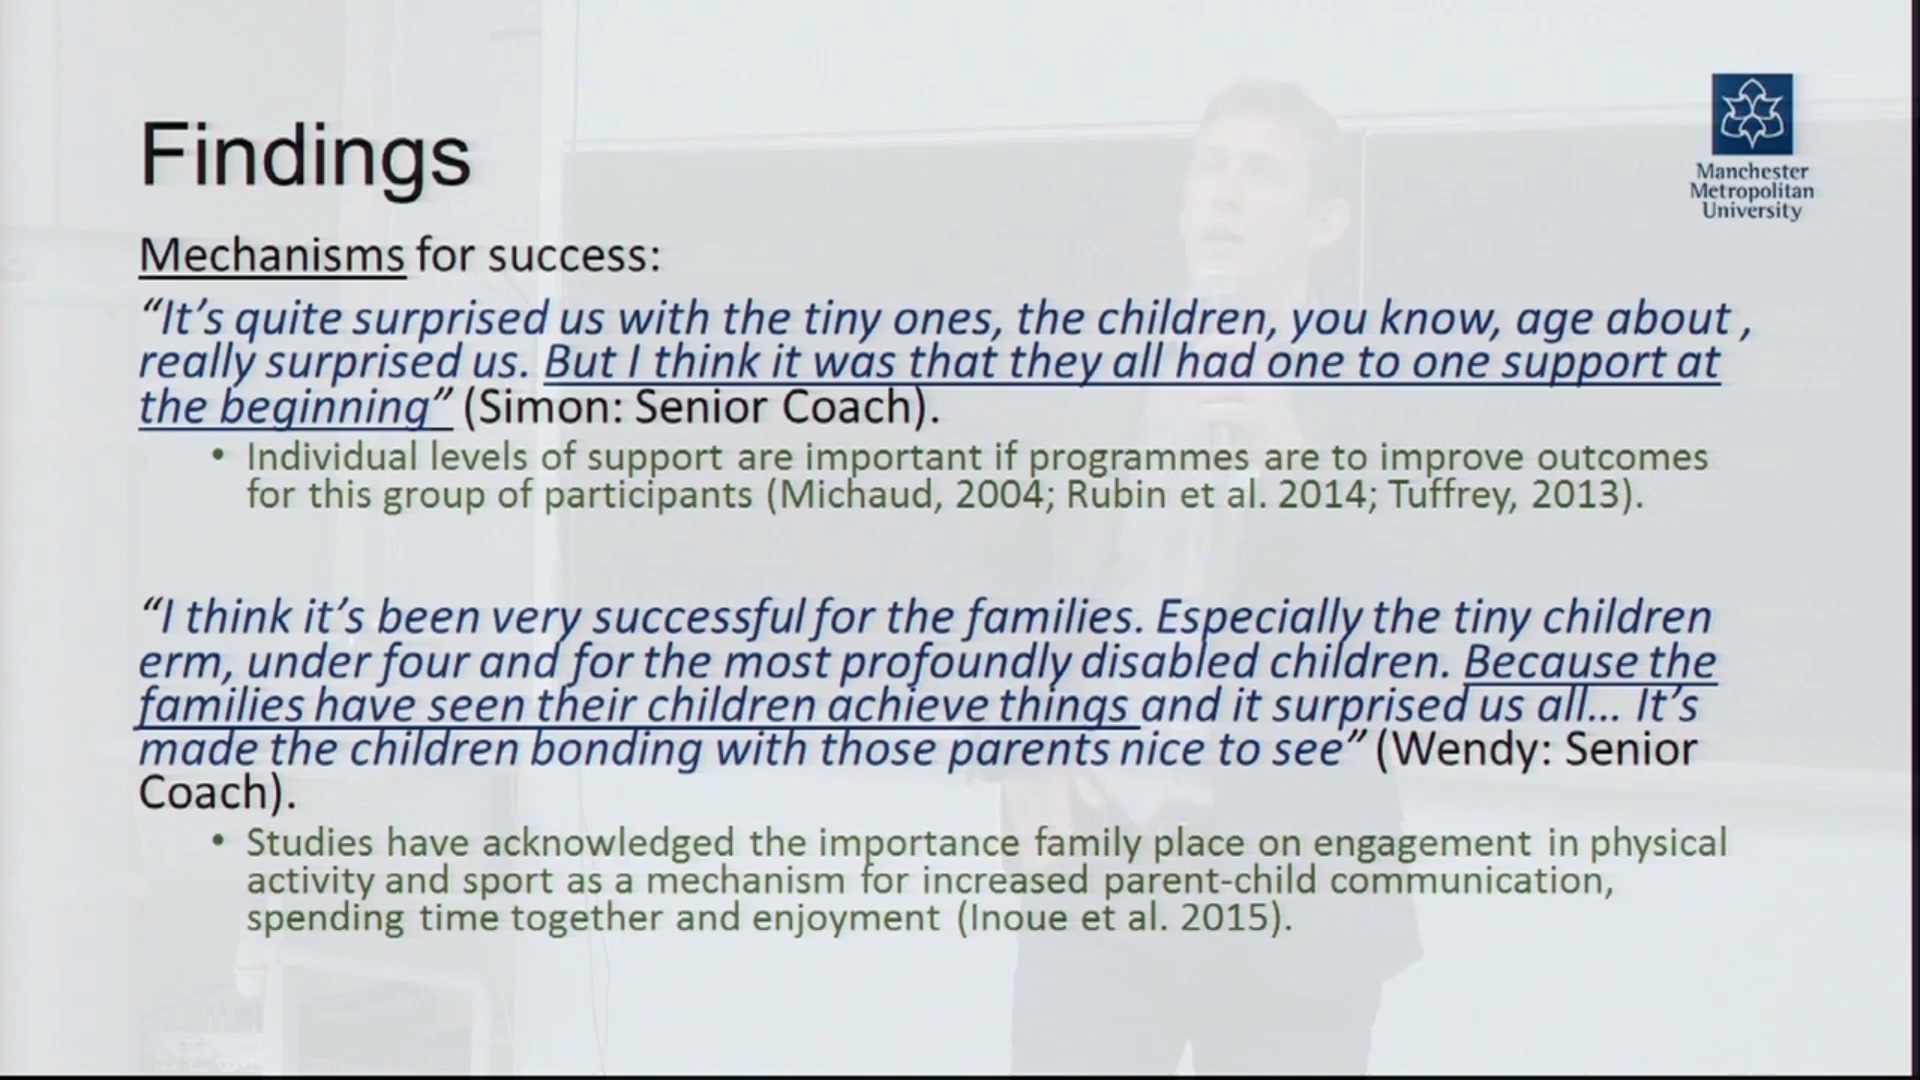 Findings
Manchester
Metropolitan
University
Mechanisms for success:
“It’s quite surprised us with the tiny ones, the children, you know, age about ,
really surprised us. But I think it was that they all had one to one support at
the beginning” (Simon: Senior Coach).
• Individual levels of support are important if programmes are to improve outcomes
for this group of participants (Michaud, 2004; Rubin et al. 2014; Tuffrey, 2013).
“I think it’s been very successful for the families. Especially the tiny children
erm, under four and for the most profoundly disabled children. Because the
families have seen their children achieve things and it surprised us all... It’s
made the children bonding with those parents nice to see” (Wendy: Senior
Coach).
• Studies have acknowledged the importance family place on engagement in physical
activity and sport as a mechanism for increased parent-child communication,
spending time together and enjoyment (Inoue et al. 2015).